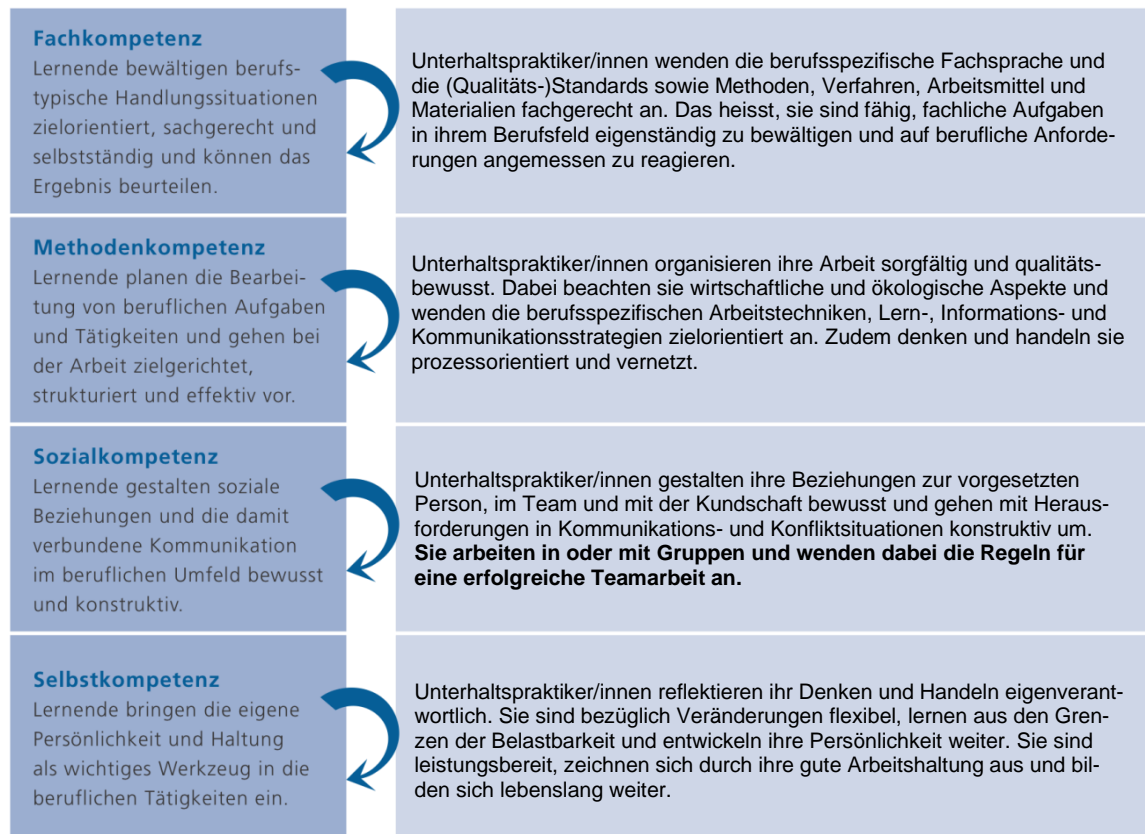 Fachkompetenz
Lernende bewältigen berufs-
typische Handlungssituationen
zielorientiert, sachgerecht und
selbstständig und können das
Ergebnis beurteilen.
Unterhaltspraktiker/innen wenden die berufsspezifische Fachsprache und
die (Qualitäts-)Standards sowie Methoden, Verfahren, Arbeitsmittel und
Materialien fachgerecht an. Das heisst, sie sind fähig, fachliche Aufgaben
in ihrem Berufsfeld eigenständig zu bewältigen und auf berufliche Anforde-
rungen angemessen zu reagieren.
Methodenkompetenz
Lernende planen die Bearbei-
tung von beruflichen Aufgaben
und Tätigkeiten und gehen bei
der Arbeit zielgerichtet,
strukturiert und effektiv vor.
Unterhaltspraktiker/innen organisieren ihre Arbeit sorgfältig und qualitäts-
bewusst. Dabei beachten sie wirtschaftliche und ökologische Aspekte und
wenden die berufsspezifischen Arbeitstechniken, Lern-, Informations- und
Kommunikationsstrategien zielorientiert an. Zudem denken und handeln sie
prozessorientiert und vernetzt.
Sozialkompetenz
Lernende gestalten soziale
Beziehungen und die damit
verbundene Kommunikation
im beruflichen Umfeld bewusst
und konstruktiv.
Unterhaltspraktiker/innen gestalten ihre Beziehungen zur vorgesetzten
Person, im Team und mit der Kundschaft bewusst und gehen mit Heraus-
forderungen in Kommunikations- und Konfliktsituationen konstruktiv um.
Sie arbeiten in oder mit Gruppen und wenden dabei die Regeln für
eine erfolgreiche Teamarbeit an.
Selbstkompetenz
Lernende bringen die eigene
Persönlichkeit und Haltung
als wichtiges Werkzeug in die
beruflichen Tätigkeiten ein.
Unterhaltspraktiker/innen reflektieren ihr Denken und Handeln eigenverant-
wortlich. Sie sind bezüglich Veränderungen flexibel, lernen aus den Gren-
zen der Belastbarkeit und entwickeln ihre Persönlichkeit weiter. Sie sind
leistungsbereit, zeichnen sich durch ihre gute Arbeitshaltung aus und bil-
den sich lebenslang weiter.